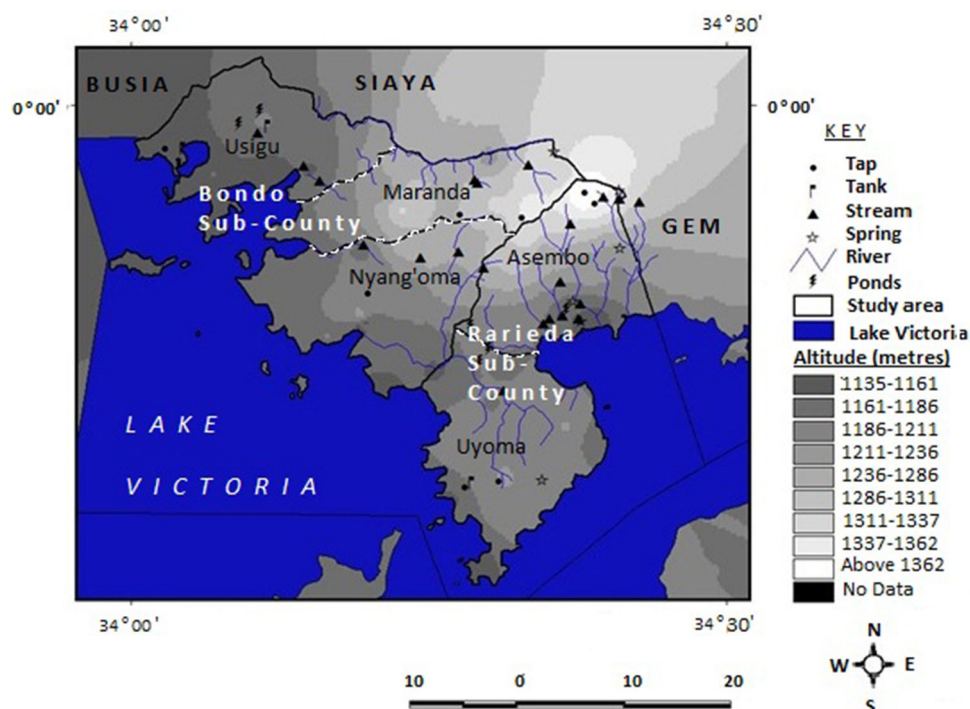 34°00'
34°30'
BUSIA
SIAYA
0°00'
0°00'
Usigu
Bondo
Sub-County
Maranda
GEM
Asembo
Nyang'oma
Rarieda
Sub-
County
Uyoma
LAKE
VICTORIA
34°00'
34°30'
KEY
Tap
Tank
Stream
Spring
River
Ponds
Study area
Lake Victoria
Altitude (metres)
1135-1161
1161-1186
1186-1211
1211-1236
1236-1286
1286-1311
1311-1337
1337-1362
Above 1362
No Data
N
W E
S
10 0 10 20